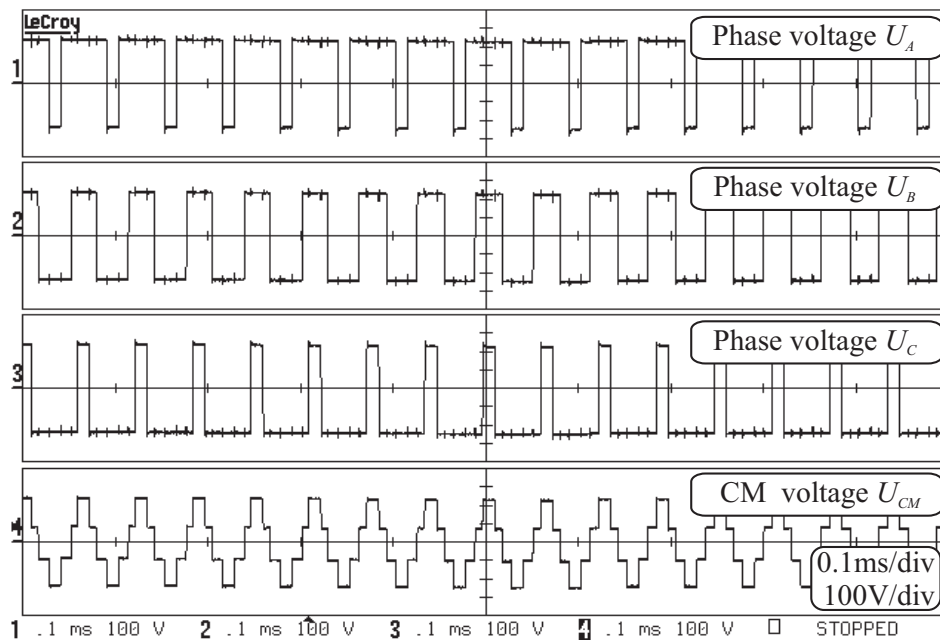 LeCroy
Phase voltage U_A
1
Phase voltage U_B
2
Phase voltage U_C
3
CM voltage U_CM
4
0.1ms/div
100V/div
1 .1 ms 100 V 2 .1 ms 100 V 3 .1 ms 100 V 4 .1 ms 100 V STOPPED